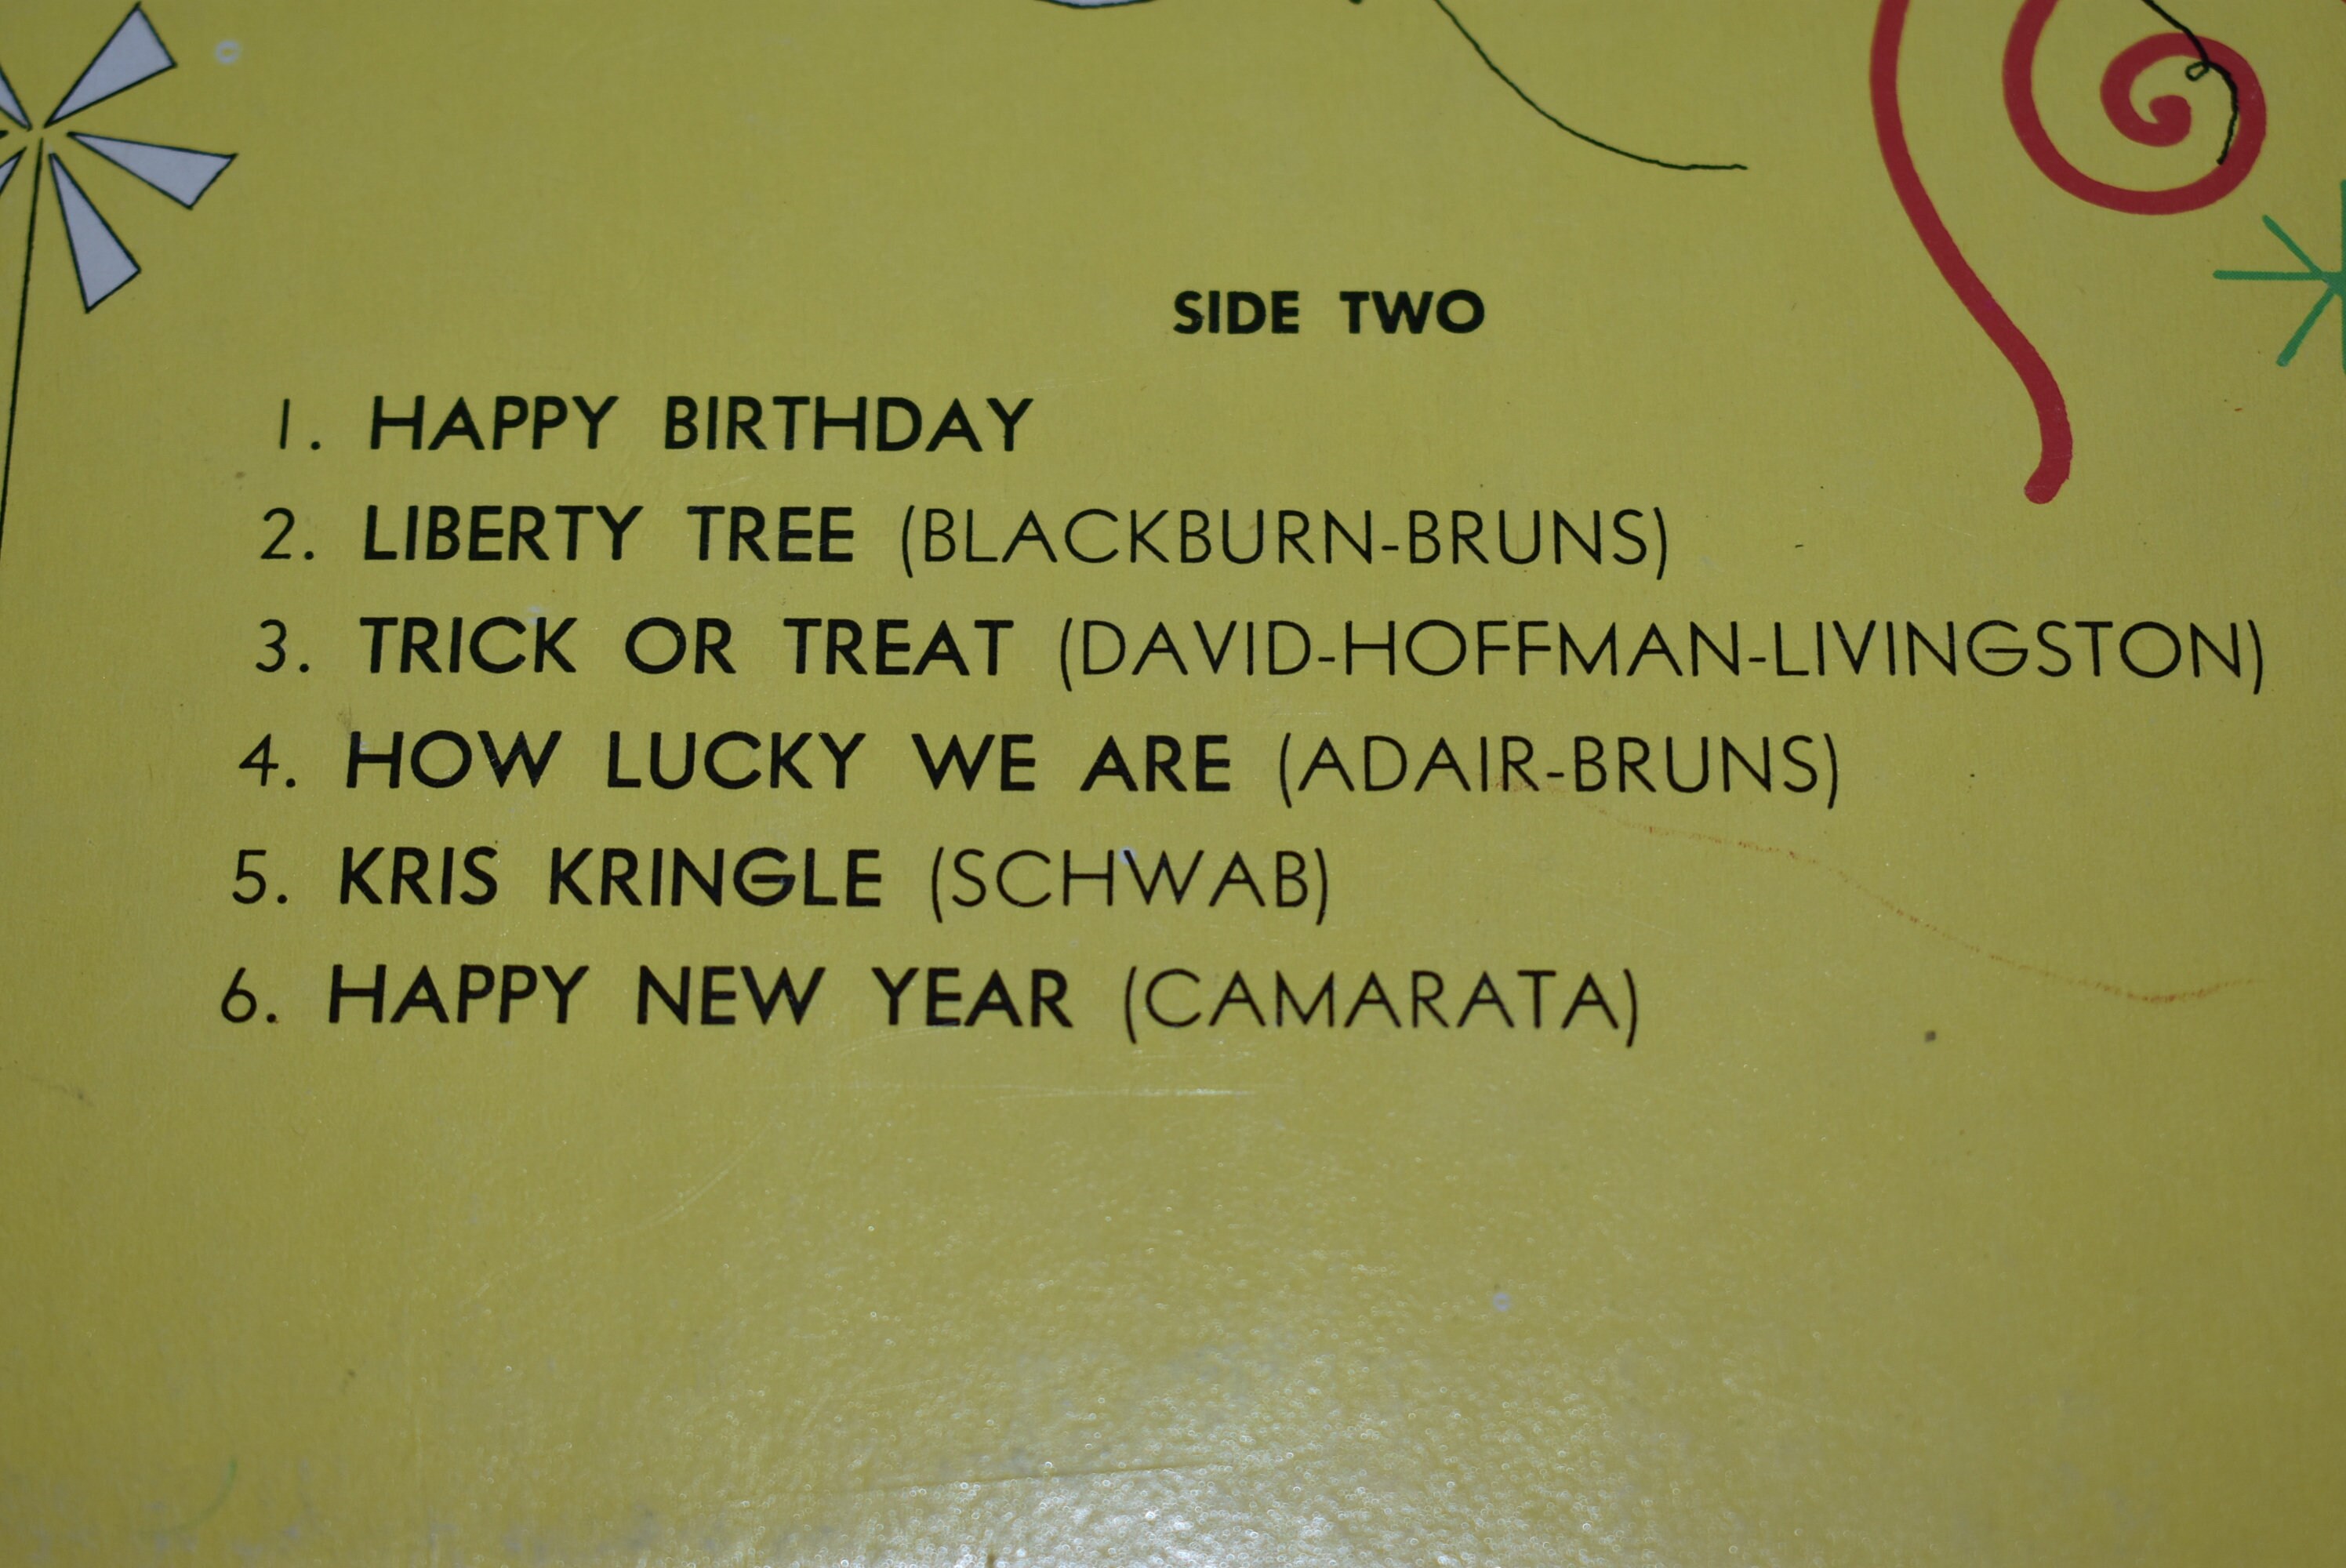 SIDE TWO
1. HAPPY BIRTHDAY
2. LIBERTY TREE (BLACKBURN-BRUNS)
3. TRICK OR TREAT (DAVID-HOFFMAN-LIVINGSTON)
4. HOW LUCKY WE ARE (ADAIR-BRUNS)
5. KRIS KRINGLE (SCHWAB)
6. HAPPY NEW YEAR (CAMARATA)